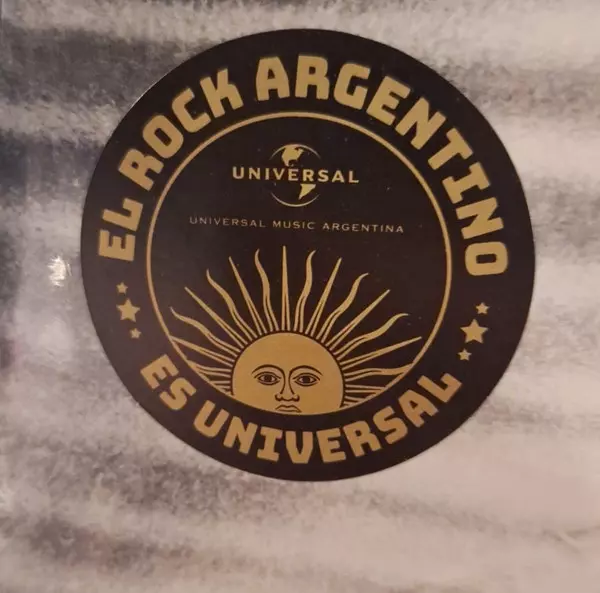 EL ROCK ARGENTINO
UNIVERSAL
UNIVERSAL MUSIC ARGENTINA
ES UNIVERSAL